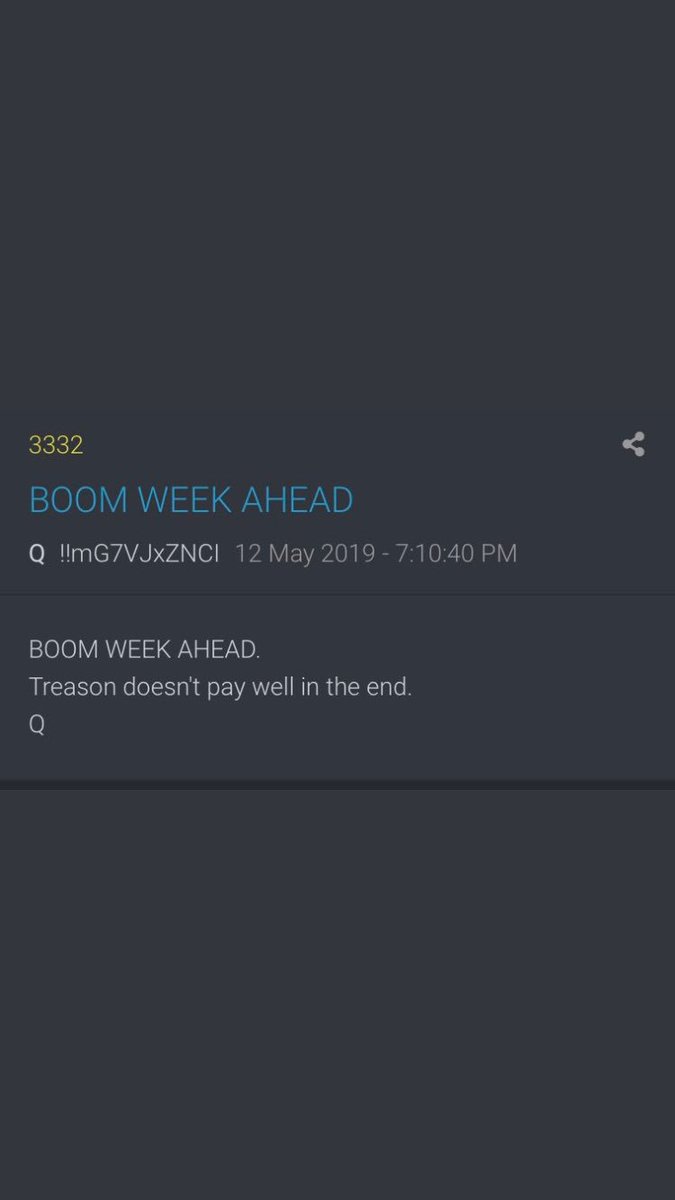 3332
BOOM WEEK AHEAD
Q !!mG7VJxZNCI 12 May 2019 - 7:10:40 PM
BOOM WEEK AHEAD.
Treason doesn't pay well in the end.
Q